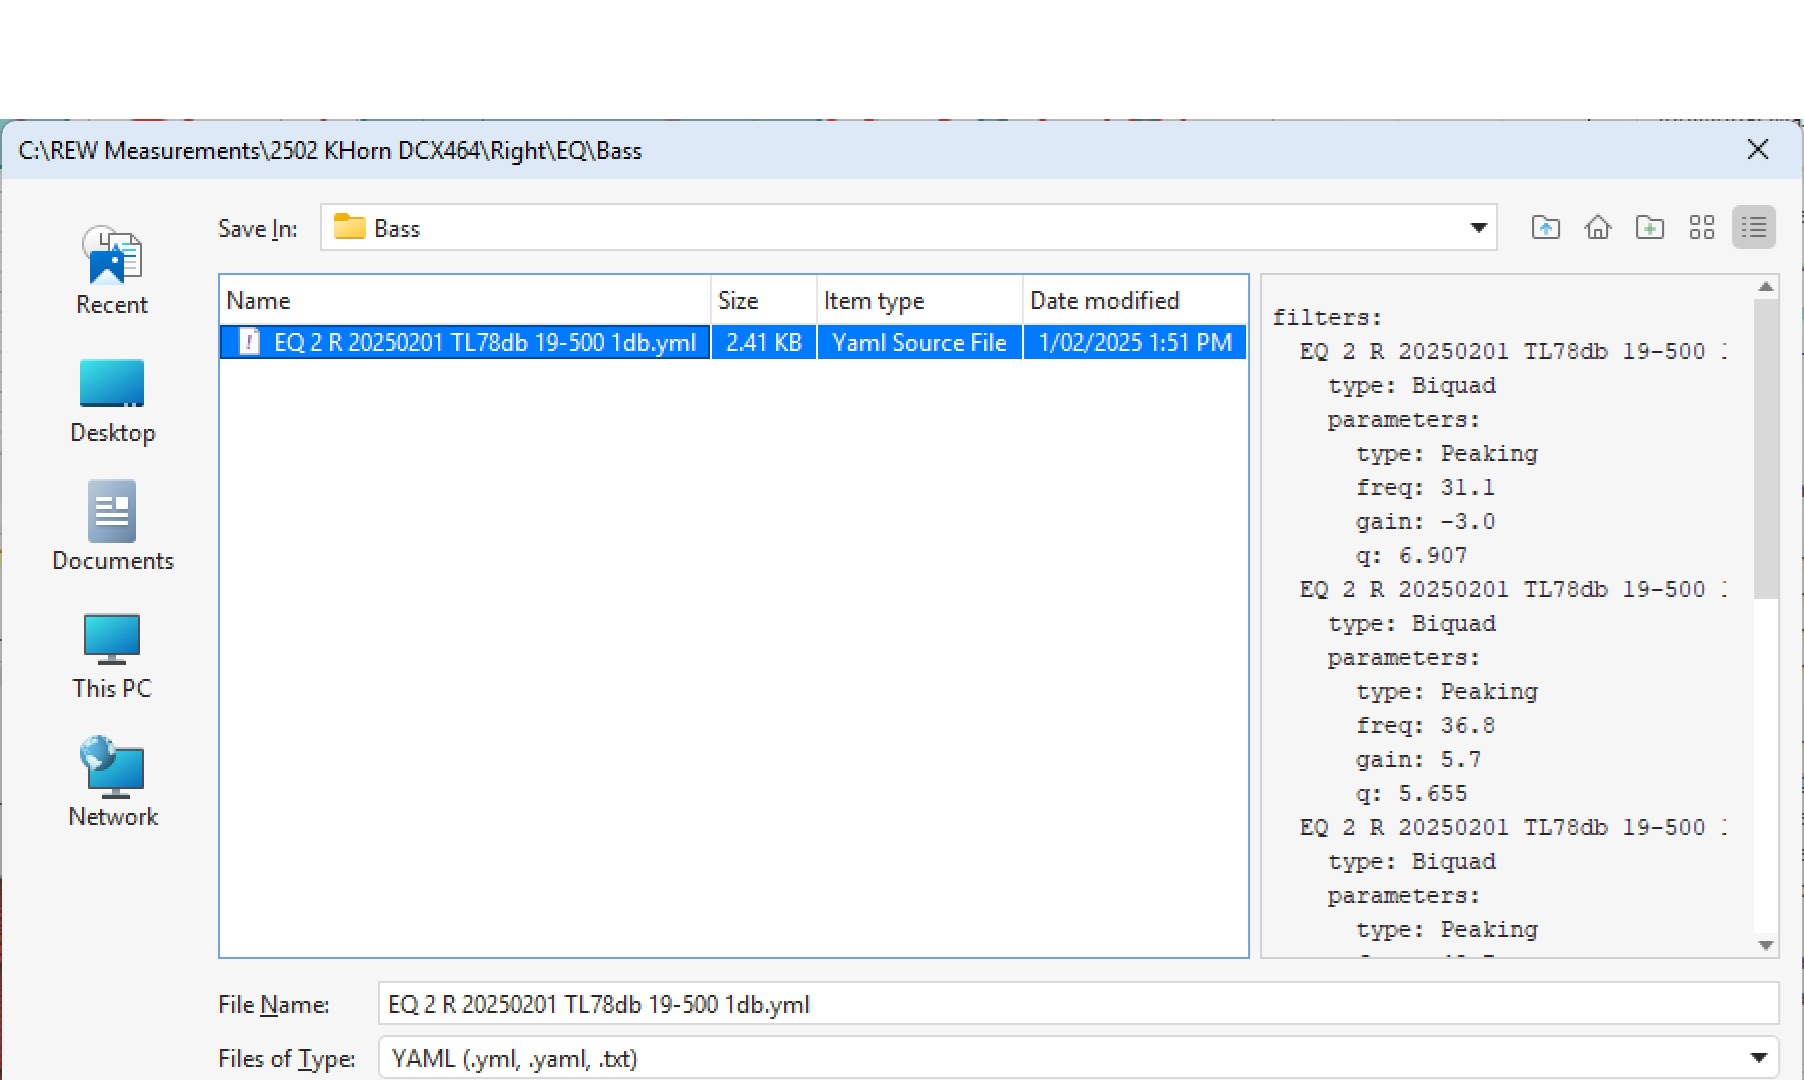 C:\REW Measurements\2502 KHorn DCX464\Right\EQ\Bass
Save In:
Bass
Recent
Desktop
Documents
This PC
Network
Name Size Item type Date modified
EQ 2 R 20250201 TL78db 19-500 1db.yml 2.41 KB Yaml Source File 1/02/2025 1:51 PM
filters:
EQ 2 R 20250201 TL78db 19-500
type: Biquad
parameters:
type: Peaking
freq: 31.1
gain: -3.0
q: 6.907
EQ 2 R 20250201 TL78db 19-500
type: Biquad
parameters:
type: Peaking
freq: 36.8
gain: 5.7
q: 5.655
EQ 2 R 20250201 TL78db 19-500
type: Biquad
parameters:
type: Peaking
File Name: EQ 2 R 20250201 TL78db 19-500 1db.yml
Files of Type: YAML (.yml, .yaml, .txt)